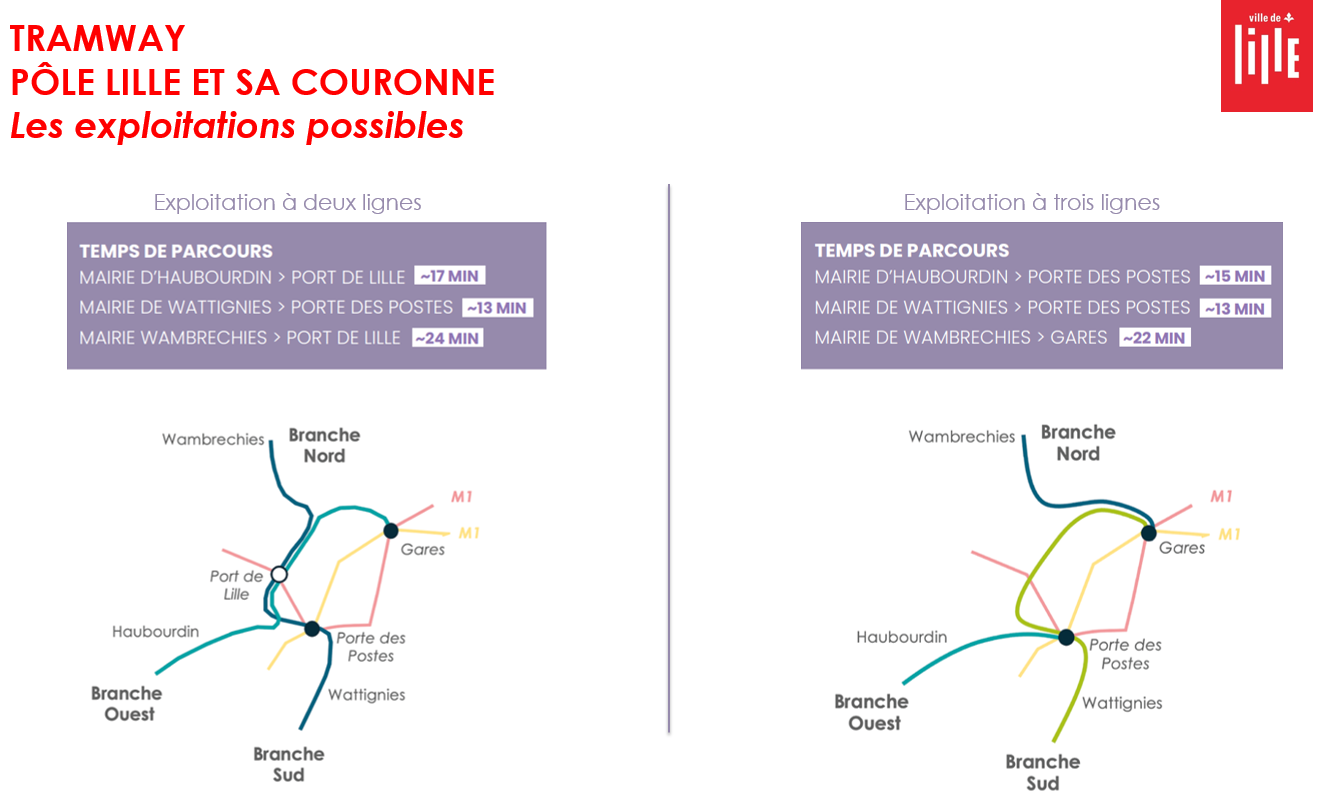 TRAMWAY
PÔLE LILLE ET SA COURONNE
Les exploitations possibles
ville de
lille
Exploitation à deux lignes
TEMPS DE PARCOURS
MAIRIE D'HAUBOURDIN > PORT DE LILLE ~17 MIN
MAIRIE DE WATTIGNIES > PORTE DES POSTES ~13 MIN
MAIRIE WAMBRECHIES > PORT DE LILLE ~24 MIN
Wambrechies
Branche
Nord
M1
M1
Gares
Port de
Lille
Haubourdin
Porte des
Postes
Branche
Ouest
Wattignies
Branche
Sud
Exploitation à trois lignes
TEMPS DE PARCOURS
MAIRIE D'HAUBOURDIN > PORTE DES POSTES ~15 MIN
MAIRIE DE WATTIGNIES > PORTE DES POSTES ~13 MIN
MAIRIE DE WAMBRECHIES > GARES ~22 MIN
Wambrechies
Branche
Nord
M1
M1
Gares
Haubourdin
Porte des
Postes
Branche
Ouest
Wattignies
Branche
Sud